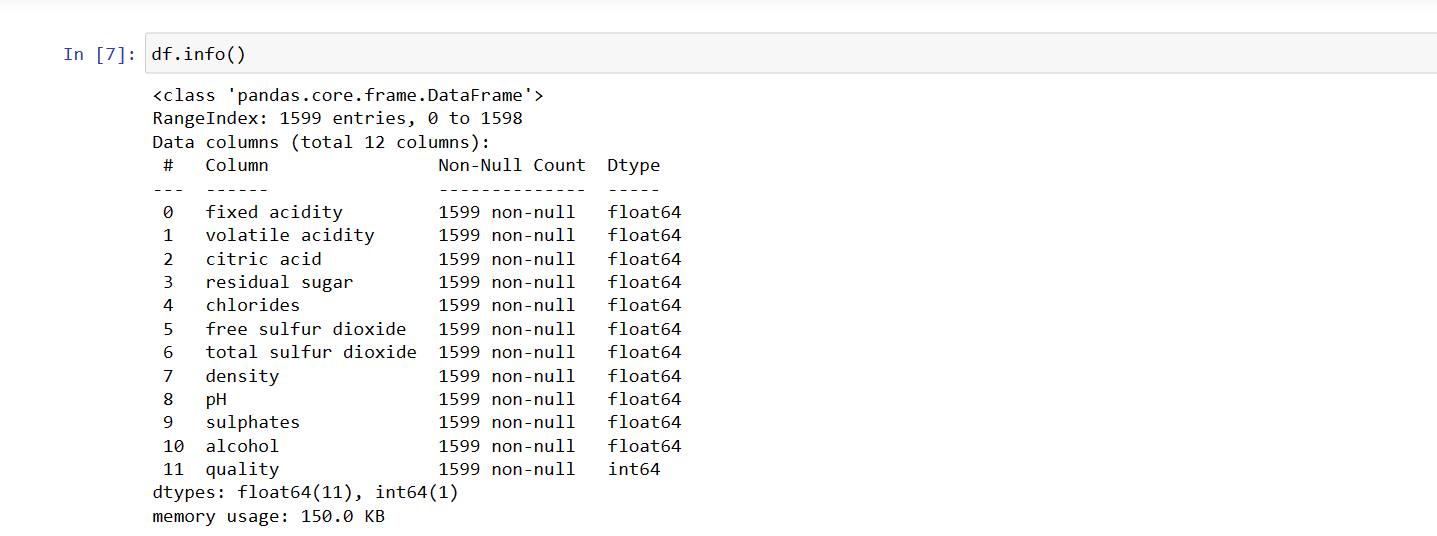 In [7]: df.info()
<class 'pandas.core.frame.DataFrame'>
RangeIndex: 1599 entries, 0 to 1598
Data columns (total 12 columns):
 #   Column                Non-Null Count  Dtype
---  ------                --------------  -----
 0   fixed acidity         1599 non-null   float64
 1   volatile acidity      1599 non-null   float64
 2   citric acid           1599 non-null   float64
 3   residual sugar        1599 non-null   float64
 4   chlorides             1599 non-null   float64
 5   free sulfur dioxide   1599 non-null   float64
 6   total sulfur dioxide  1599 non-null   float64
 7   density               1599 non-null   float64
 8   pH                    1599 non-null   float64
 9   sulphates             1599 non-null   float64
 10  alcohol               1599 non-null   float64
 11  quality               1599 non-null   int64
dtypes: float64(11), int64(1)
memory usage: 150.0 KB